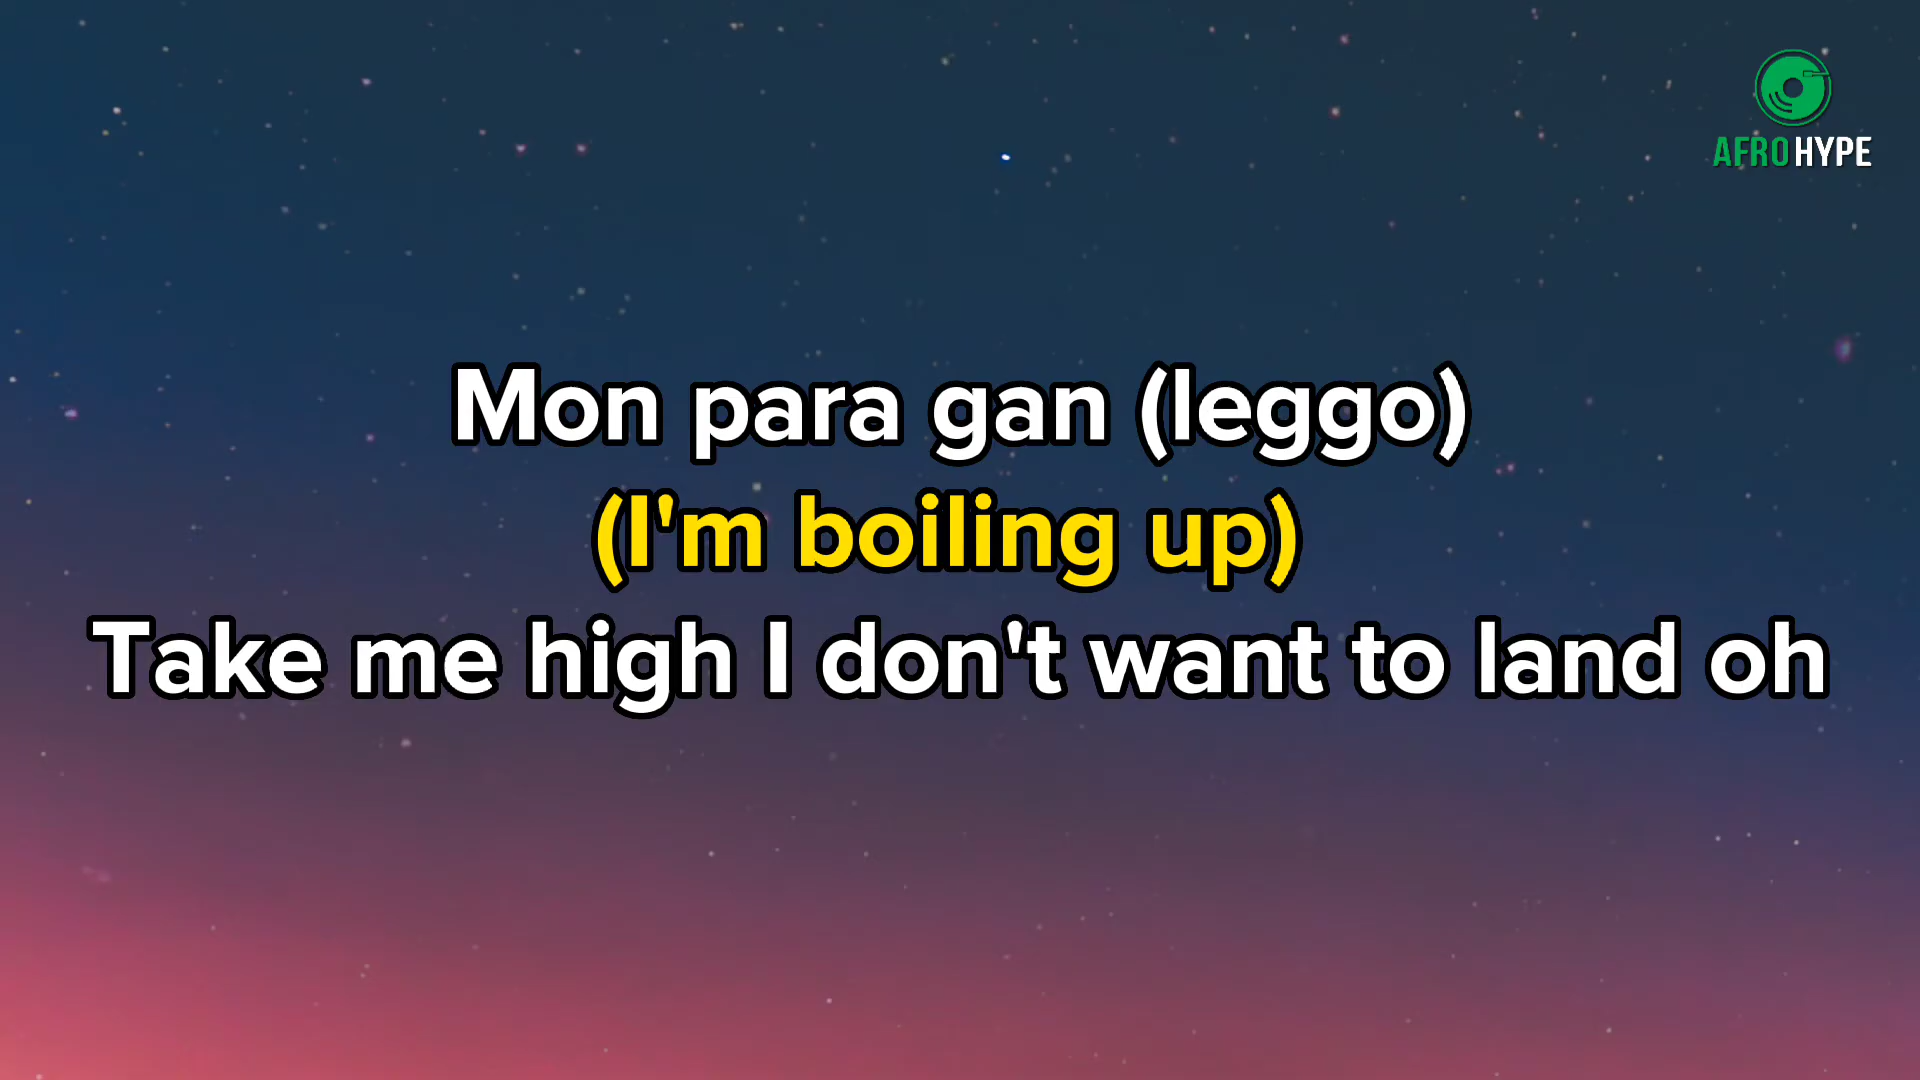 AFROHYPE
Mon para gan (leggo)
(I'm boiling up)
Take me high I don't want to land oh